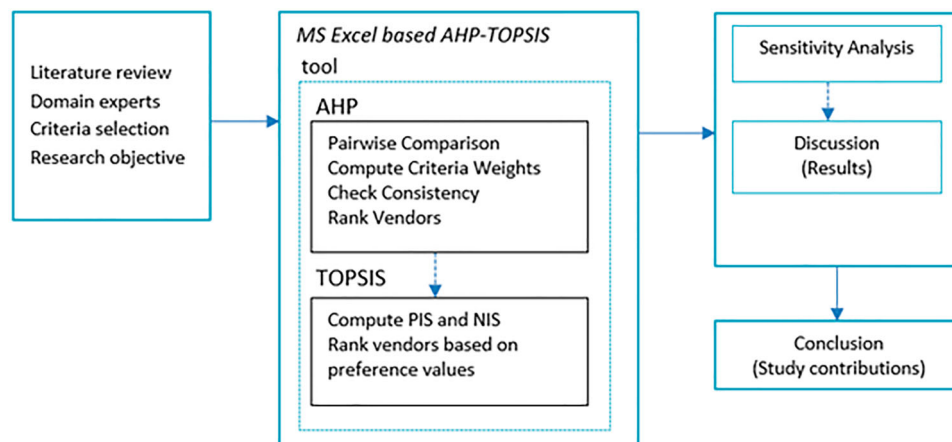 Literature review
Domain experts
Criteria selection
Research objective
MS Excel based AHP-TOPSIS
tool
AHP
Pairwise Comparison
Compute Criteria Weights
Check Consistency
Rank Vendors
TOPSIS
Compute PIS and NIS
Rank vendors based on
preference values
Sensitivity Analysis
Discussion
(Results)
Conclusion
(Study contributions)